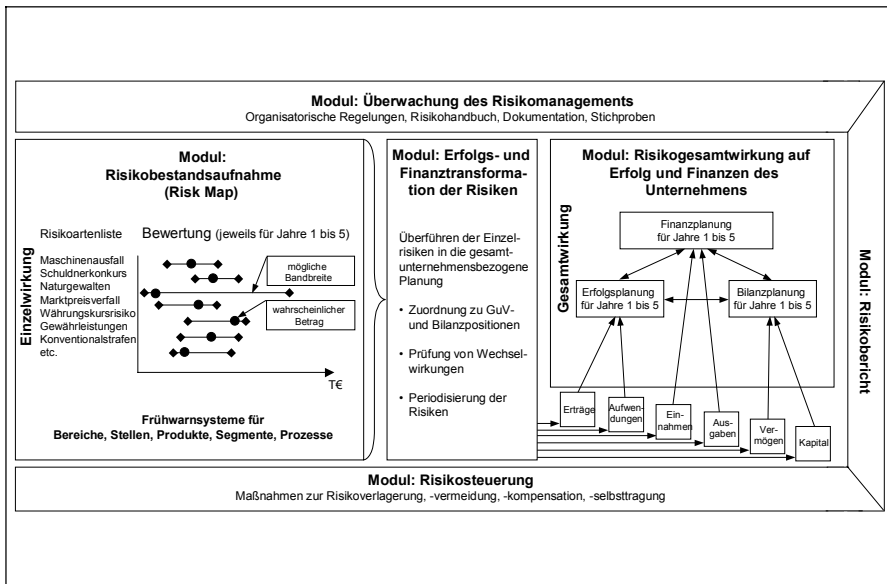 Modul: Überwachung des Risikomanagements
Organisatorische Regelungen, Risikohandbuch, Dokumentation, Stichproben
Modul:
Risikobestandsaufnahme
(Risk Map)
Einzelwirkung
Risikoartenliste
Bewertung (jeweils für Jahre 1 bis 5)
Maschinenausfall
Schuldnerkonkurs
Naturgewalten
Marktpreisverfall
Währungskursrisiko
Gewährleistungen
Konventionalstrafen
etc.
mögliche
Bandbreite
wahrscheinlicher
Betrag
T€
Frühwarnsysteme für
Bereiche, Stellen, Produkte, Segmente, Prozesse
Modul: Erfolgs- und
Finanztransforma-
tion der Risiken
Überführen der Einzel-
risiken in die gesamt-
unternehmensbezogene
Planung
• Zuordnung zu GuV-
und Bilanzpositionen
• Prüfung von Wechsel-
wirkungen
• Periodisierung der
Risiken
Modul: Risikogesamtwirkung auf
Erfolg und Finanzen des
Unternehmens
Gesamtwirkung
Finanzplanung
für Jahre 1 bis 5
Erfolgsplanung
für Jahre 1 bis 5
Bilanzplanung
für Jahre 1 bis 5
Erträge
Aufwen-
dungen
Ein-
nahmen
Aus-
gaben
Ver-
mögen
Kapital
Modul: Risikobericht
Modul: Risikosteuerung
Maßnahmen zur Risikoverlagerung, -vermeidung, -kompensation, -selbsttragung